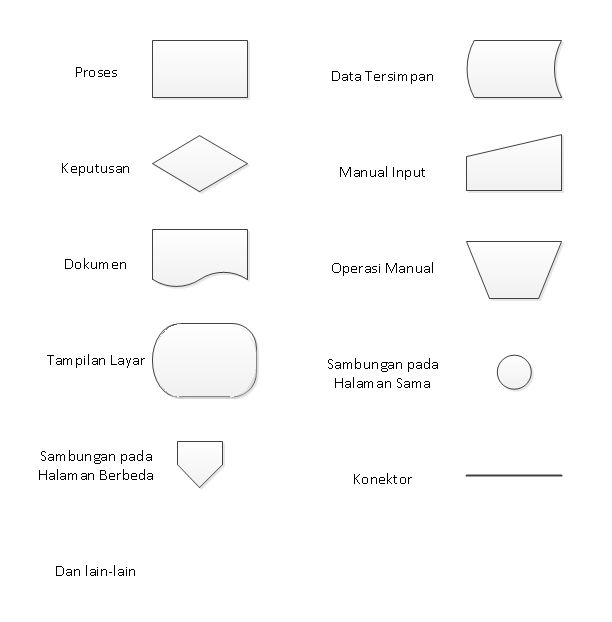 Proses
Data Tersimpan
Keputusan
Manual Input
Dokumen
Operasi Manual
Tampilan Layar
Sambungan pada
Halaman Sama
Sambungan pada
Halaman Berbeda
Konektor
Dan lain-lain